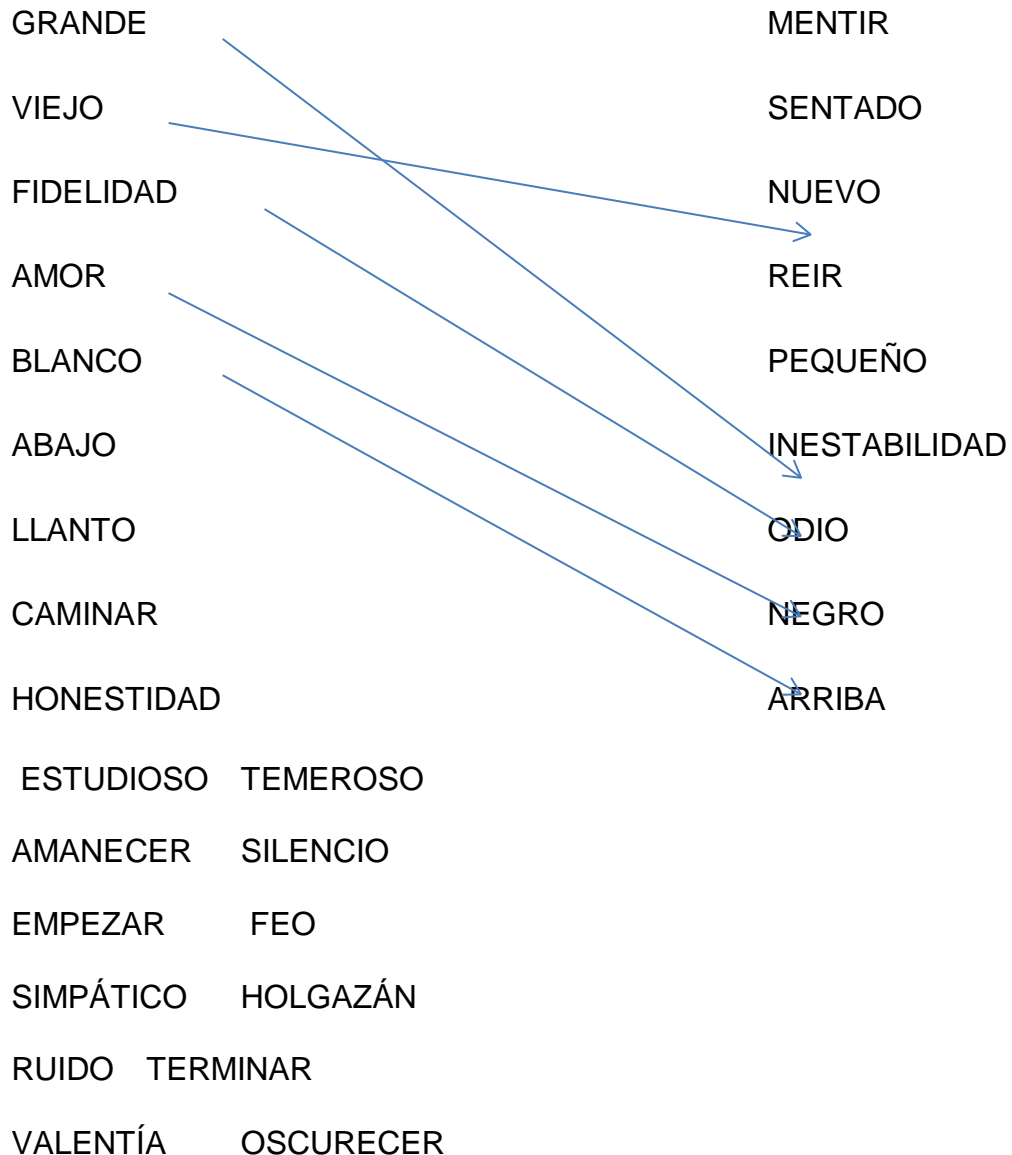 GRANDE MENTIR
VIEJO SENTADO
FIDELIDAD NUEVO
AMOR REIR
BLANCO PEQUEÑO
ABAJO INESTABILIDAD
LLANTO ODIO
CAMINAR NEGRO
HONESTIDAD ARRIBA
ESTUDIOSO TEMEROSO
AMANECER SILENCIO
EMPEZAR FEO
SIMPÁTICO HOLGAZÁN
RUIDO TERMINAR
VALENTÍA OSCURECER